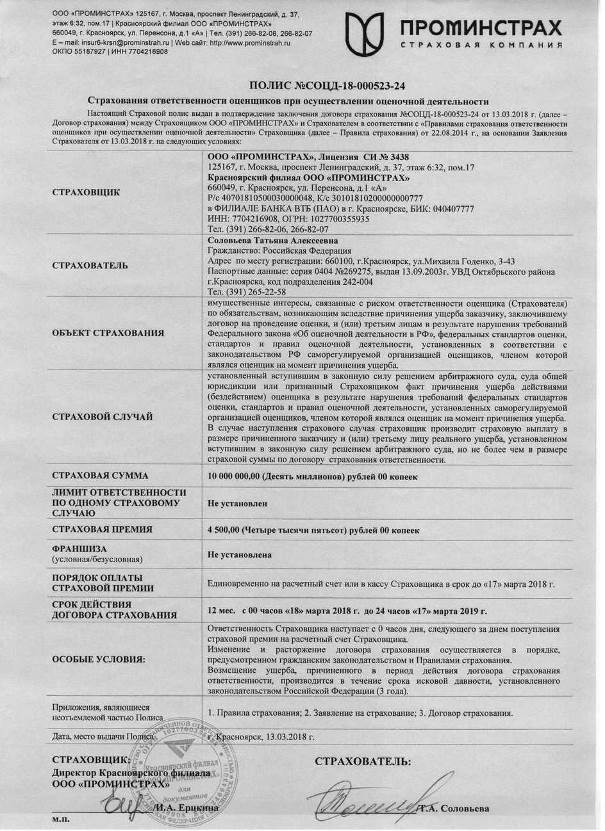 ООО «ПРОМИНСТРАХ» 125167, г. Москва, проспект Ленинградский, д. 37,
этаж 6:32, пом.17 | Красноярский филиал ООО «ПРОМИНСТРАХ»
660049, г. Красноярск, ул. Перенсона, д.1 «А» | Тел. (391) 266-82-06, 266-82-07
E – mail: insur6-krsn@prominstrah.ru | Web сайт: http://www.prominstrah.ru
ОКПО 55187927 | ИНН 7704216908
ПРОМИНСТРАХ
СТРАХОВАЯ КОМПАНИЯ
ПОЛИС №СОЦД-18-000523-24
Страхования ответственности оценщиков при осуществлении оценочной деятельности
Настоящий Страховой полис выдан в подтверждение заключения договора страхования №СОЦД-18-000523-24 от 13.03.2018 г. (далее –
Договор страхования) между Страховщиком ООО «ПРОМИНСТРАХ» и Страхователем в соответствии с «Правилами страхования ответственности
оценщиков при осуществлении оценочной деятельности» Страховщика (далее – Правила страхования) от 22.08.2014 г., на основании Заявления
Страхователя от 13.03.2018 г. на следующих условиях:
СТРАХОВЩИК
ООО «ПРОМИНСТРАХ», Лицензия СИ № 3438
125167, г. Москва, проспект Ленинградский, д. 37, этаж 6:32, пом.17
Красноярский филиал ООО «ПРОМИНСТРАХ»
660049, г. Красноярск, ул. Перенсона, д.1 «А»
Р/с 40701810500030000048, К/с 30101810200000000777
в ФИЛИАЛЕ БАНКА ВТБ (ПАО) в г. Красноярске, БИК: 040407777
ИНН: 7704216908, ОГРН: 1027700355935
Тел. (391) 266-82-06, 266-82-07
СТРАХОВАТЕЛЬ
Соловьева Татьяна Алексеевна
Гражданство: Российская Федерация
Адрес по месту регистрации: 660100, г.Красноярск, ул.Михаила Годенко, 3-43
Паспортные данные: серия 0404 №269275, выдан 13.09.2003г. УВД Октябрьского района
г.Красноярска, код подразделения 242-004
Тел. (391) 265-22-58
ОБЪЕКТ СТРАХОВАНИЯ
имущественные интересы, связанные с риском ответственности оценщика (Страхователя)
по обязательствам, возникающим вследствие причинения ущерба заказчику, заключившему
договор на проведение оценки, и (или) третьим лицам в результате нарушения требований
Федерального закона «Об оценочной деятельности в РФ», федеральных стандартов оценки,
стандартов и правил оценочной деятельности, установленных в соответствии с
законодательством РФ саморегулируемой организацией оценщиков, членом которой
являлся оценщик на момент причинения ущерба.
СТРАХОВОЙ СЛУЧАЙ
установленный вступившим в законную силу решением арбитражного суда, суда общей
юрисдикции или признанный Страховщиком факт причинения ущерба действиями
(бездействием) оценщика в результате нарушения требований федеральных стандартов
оценки, стандартов и правил оценочной деятельности, установленных саморегулируемой
организацией оценщиков, членом которой являлся оценщик на момент причинения ущерба.
В случае наступления страхового случая страховщик производит страховую выплату в
размере причиненного заказчику и (или) третьему лицу реального ущерба, установленном
вступившим в законную силу решением арбитражного суда, но не более чем в размере
страховой суммы по договору страхования ответственности.
СТРАХОВАЯ СУММА
10 000 000,00 (Десять миллионов) рублей 00 копеек
ЛИМИТ ОТВЕТСТВЕННОСТИ
ПО ОДНОМУ СТРАХОВОМУ
СЛУЧАЮ
Не установлен
СТРАХОВАЯ ПРЕМИЯ
4 500,00 (Четыре тысячи пятьсот) рублей 00 копеек
ФРАНШИЗА
(условная/безусловная)
Не установлена
ПОРЯДОК ОПЛАТЫ
СТРАХОВОЙ ПРЕМИИ
Единовременно на расчетный счет или в кассу Страховщика в срок до «17» марта 2018 г.
СРОК ДЕЙСТВИЯ
ДОГОВОРА СТРАХОВАНИЯ
12 мес. с 00 часов «18» марта 2018 г. до 24 часов «17» марта 2019 г.
ОСОБЫЕ УСЛОВИЯ:
Ответственность Страховщика наступает с 0 часов дня, следующего за днем поступления
страховой премии на расчетный счет Страховщика.
Изменение и расторжение договора страхования осуществляется в порядке,
предусмотренном гражданским законодательством и Правилами страхования.
Возмещение ущерба, причиненного в период действия договора страхования
ответственности, производится в течение срока исковой давности, установленного
законодательством Российской Федерации (3 года).
Приложения, являющиеся
неотъемлемой частью Полиса
1. Правила страхования; 2. Заявление на страхование; 3. Договор страхования.
Дата, место выдачи Полиса
г. Красноярск, 13.03.2018 г.
СТРАХОВЩИК:
Директор Красноярского филиала
ООО «ПРОМИНСТРАХ»
И.А. Ерцкина
м.п.
СТРАХОВАТЕЛЬ:
Т.А. Соловьева
Красноярский филиал
«ПРОМИНСТРАХ»
для
документов